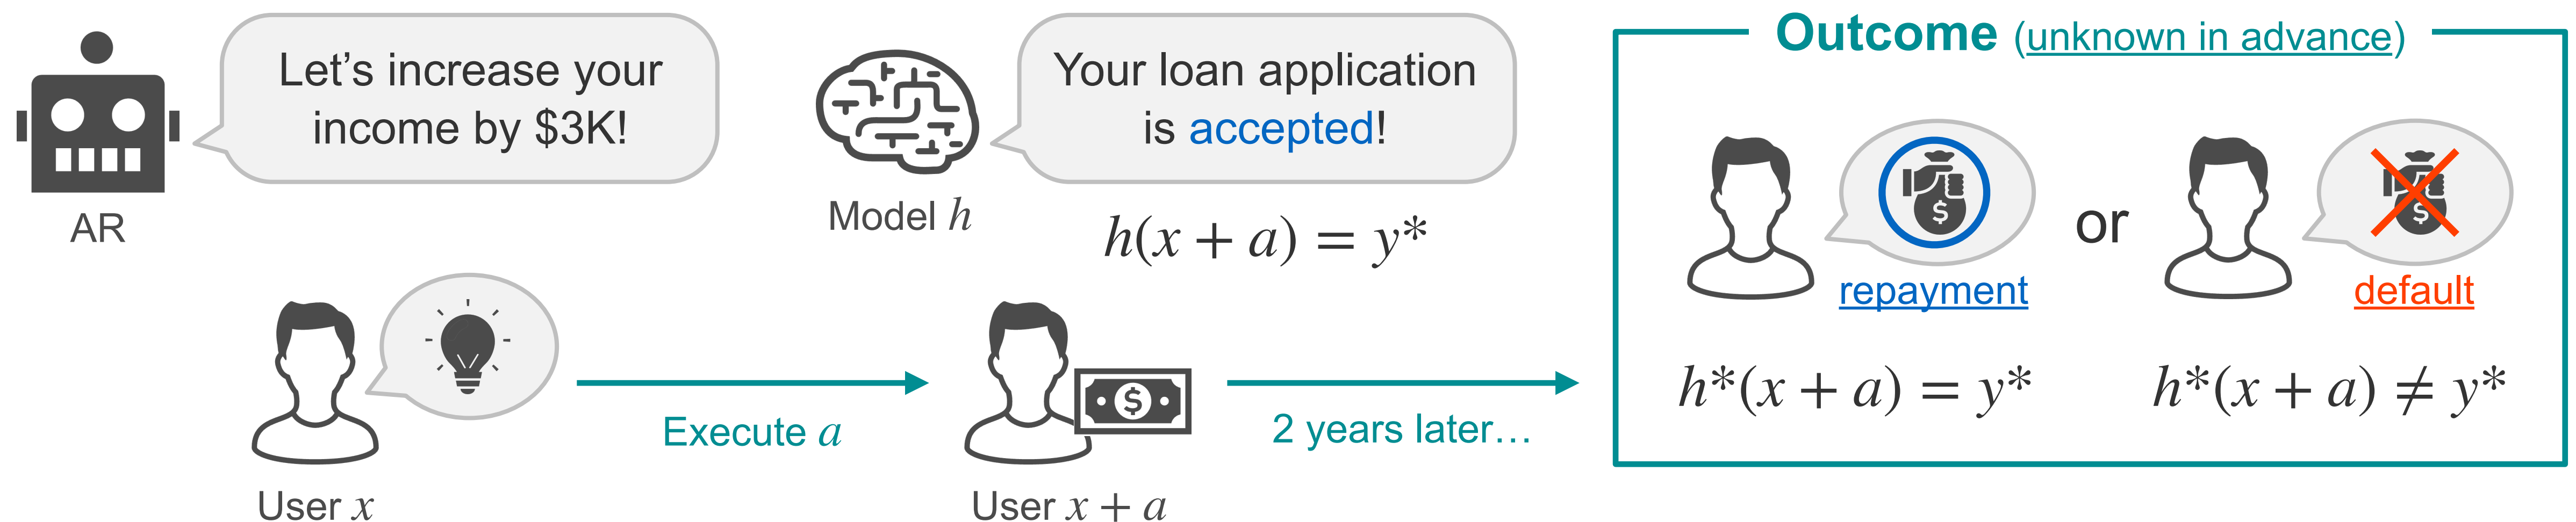 Let’s increase your
income by $3K!
AR
Your loan application
is accepted!
Model h
h(x + a) = y*
User x
Execute a
User x + a
$
2 years later…
Outcome (unknown in advance)
$
repayment
or
$
default
h*(x + a) = y*
h*(x + a) ≠ y*